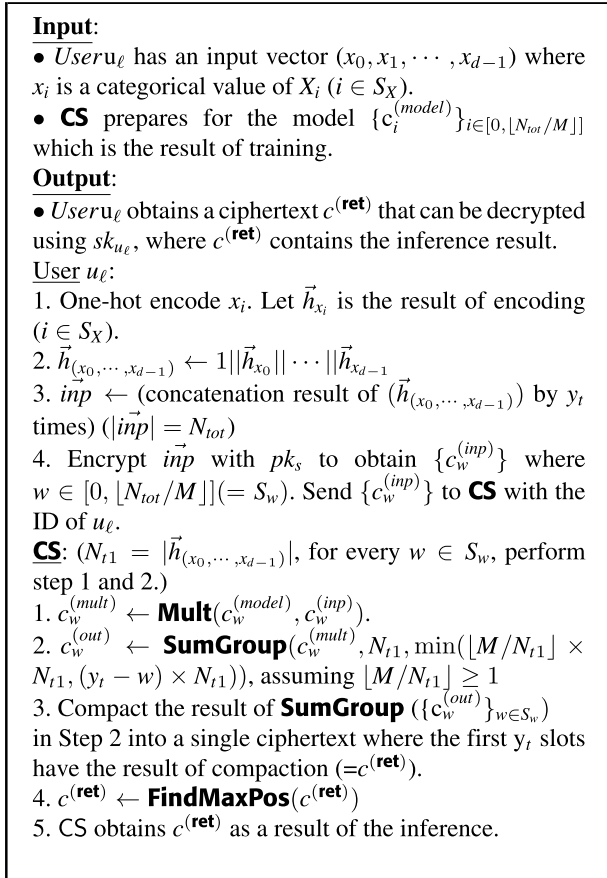 Input:
• Useru_ℓ has an input vector (x_0, x_1, ⋯ , x_{d−1}) where
x_i is a categorical value of X_i (i ∈ S_X).
• CS prepares for the model {c_i^{(model)}}_{i∈[0,⌊N_{tot}/M⌋]}
which is the result of training.
Output:
• Useru_ℓ obtains a ciphertext c^{(ret)} that can be decrypted
using sk_{u_ℓ}, where c^{(ret)} contains the inference result.
User u_ℓ:
1. One-hot encode x_i. Let \vec{h}_{x_i} is the result of encoding
(i ∈ S_X).
2. \vec{h}_{(x_0,⋯,x_{d−1})} ← 1||\vec{h}_{x_0}||⋯||\vec{h}_{x_{d−1}}
3. \vec{inp} ← (concatenation result of (\vec{h}_{(x_0,⋯,x_{d−1})}) by y_t
times) (|\vec{inp}| = N_{tot})
4. Encrypt \vec{inp} with pk_s to obtain {c_w^{(inp)}} where
w ∈ [0, ⌊N_{tot}/M⌋](= S_w). Send {c_w^{(inp)}} to CS with the
ID of u_ℓ.
CS: (N_{t1} = |\vec{h}_{(x_0,⋯,x_{d−1})}|, for every w ∈ S_w, perform
step 1 and 2.)
1. c_w^{(mult)} ← Mult(c_w^{(model)}, c_w^{(inp)}).
2. c_w^{(out)} ← SumGroup(c_w^{(mult)}, N_{t1}, min(⌊M/N_{t1}⌋ ×
N_{t1}, (y_t − w) × N_{t1})), assuming ⌊M/N_{t1}⌋ ≥ 1
3. Compact the result of SumGroup ({c_w^{(out)}}_{w∈S_w})
in Step 2 into a single ciphertext where the first y_t slots
have the result of compaction (=c^{(ret)}).
4. c^{(ret)} ← FindMaxPos(c^{(ret)})
5. CS obtains c^{(ret)} as a result of the inference.